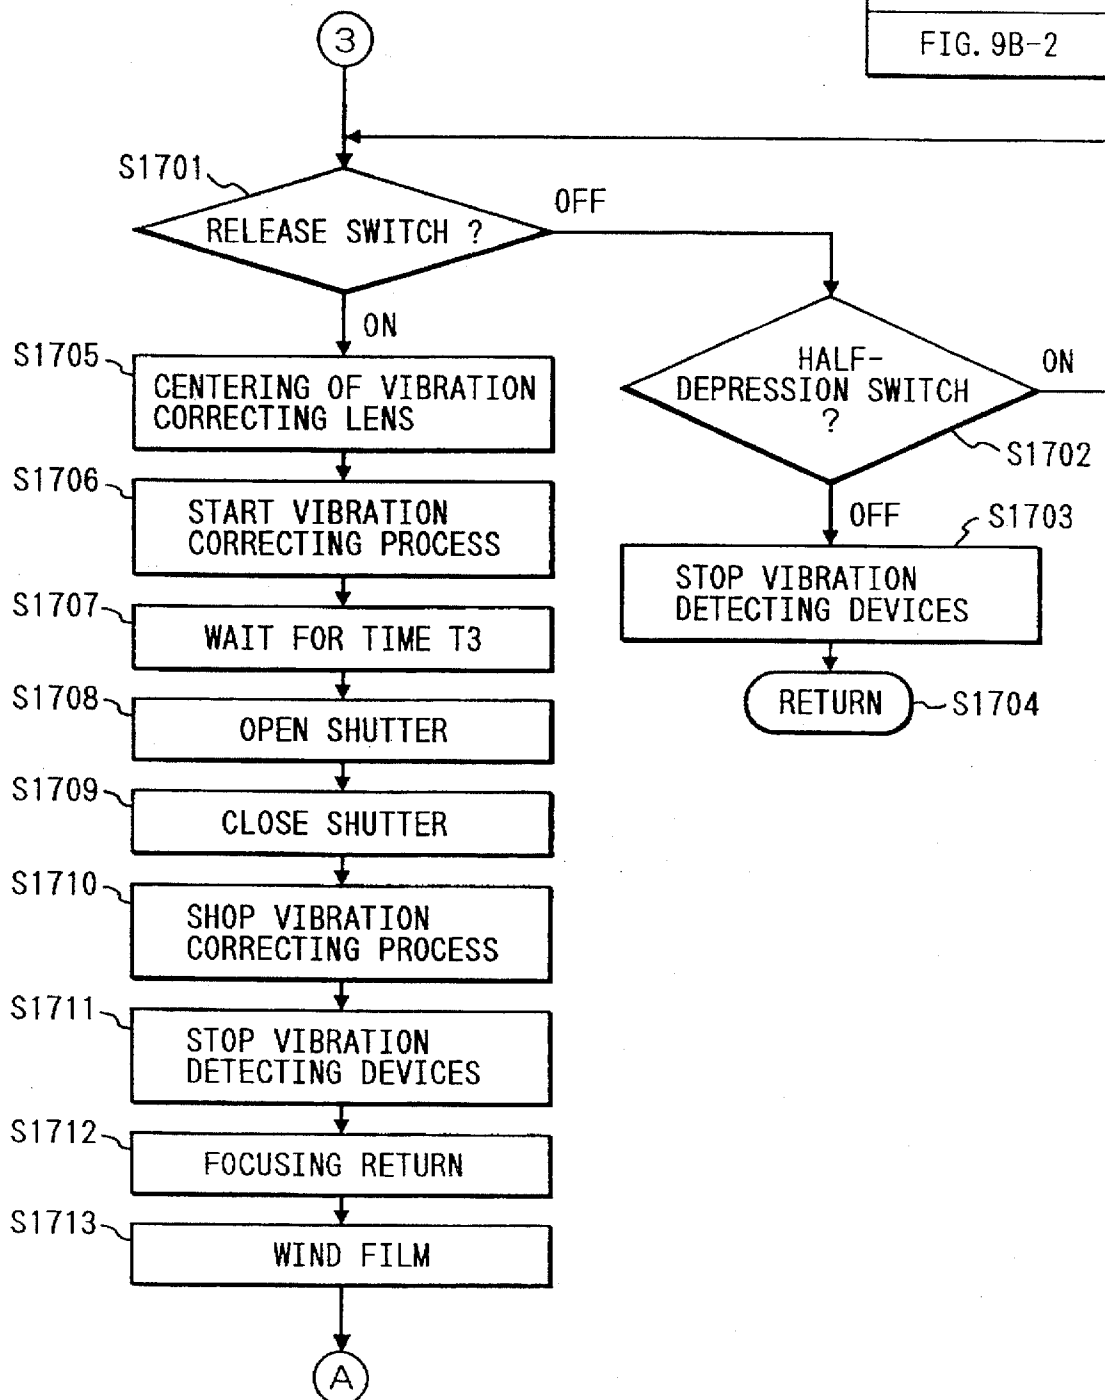 3
FIG. 9B-2
S1701
RELEASE SWITCH ?
OFF
ON
HALF-
DEPRESSION SWITCH
?
ON
S1702
OFF
S1703
STOP VIBRATION
DETECTING DEVICES
RETURN
S1704
S1705
CENTERING OF VIBRATION
CORRECTING LENS
S1706
START VIBRATION
CORRECTING PROCESS
S1707
WAIT FOR TIME T3
S1708
OPEN SHUTTER
S1709
CLOSE SHUTTER
S1710
SHOP VIBRATION
CORRECTING PROCESS
S1711
STOP VIBRATION
DETECTING DEVICES
S1712
FOCUSING RETURN
S1713
WIND FILM
A